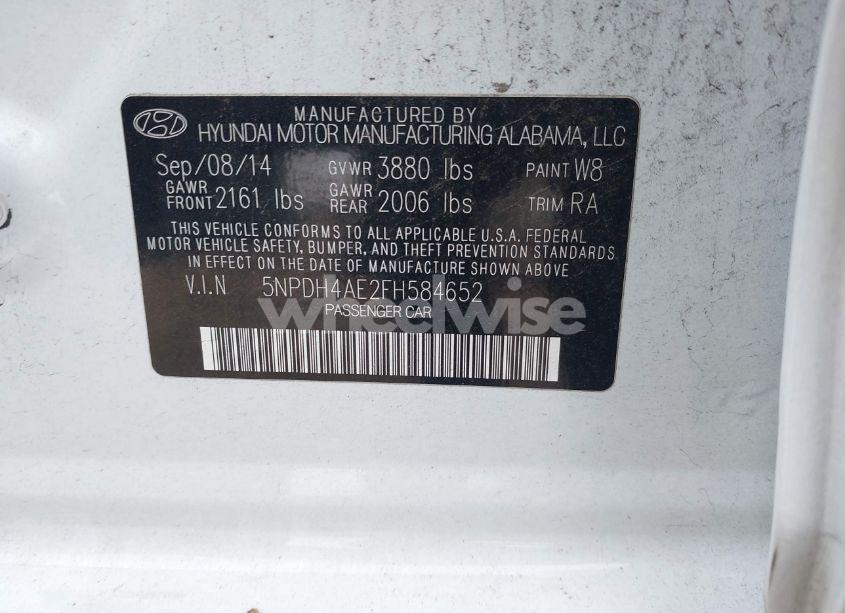 MANUFACTURED BY
HYUNDAI MOTOR MANUFACTURING ALABAMA, LLC
Sep/08/14 GVWR 3880 lbs PAINT W8
GAWR FRONT 2161 lbs GAWR REAR 2006 lbs TRIM RA
THIS VEHICLE CONFORMS TO ALL APPLICABLE U.S.A. FEDERAL
MOTOR VEHICLE SAFETY, BUMPER, AND THEFT PREVENTION STANDARDS
IN EFFECT ON THE DATE OF MANUFACTURE SHOWN ABOVE
V.I.N 5NPDH4AE2FH584652
PASSENGER CAR
wheelwise